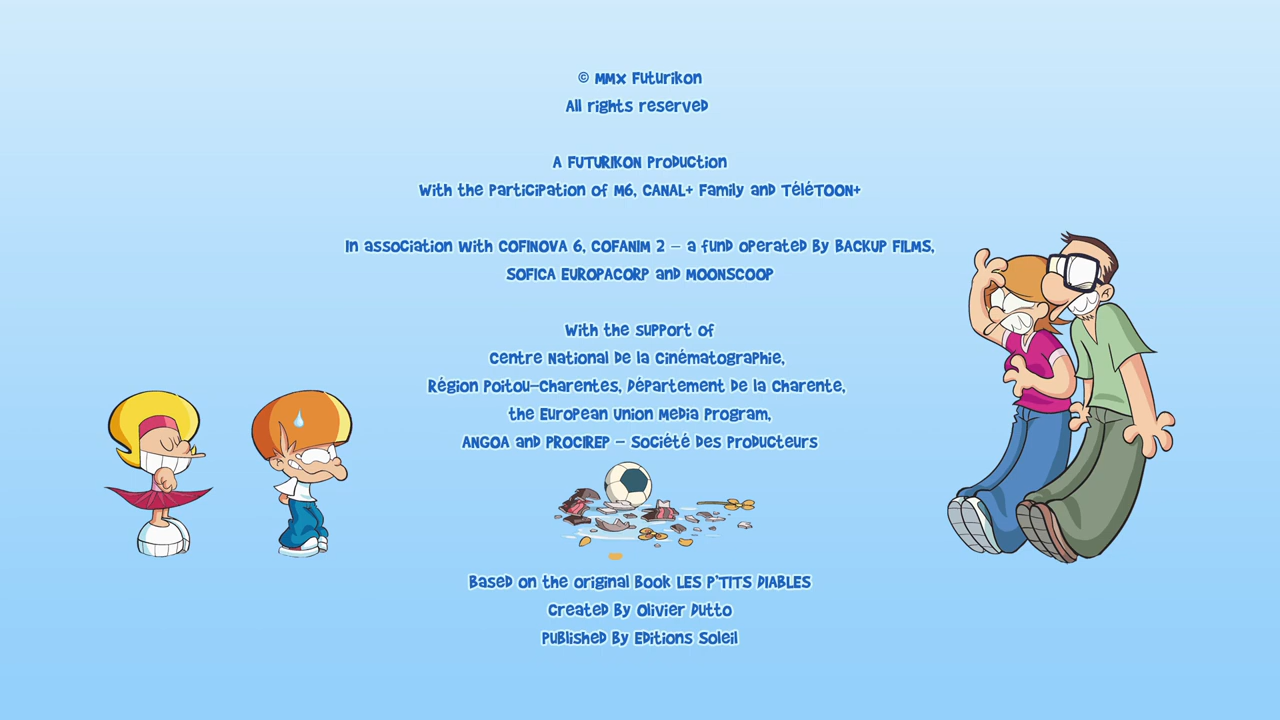 © MMX Futurikon
All rights reserved
A FUTURIKON Production
With the participation of M6, CANAL+ Family and TéléTOON+
In association with COFINOVA 6, COFANIM 2 – a fund operated by BACKUP FILMS,
SOFICA EUROPACORP and MOONSCOOP
With the support of
Centre National de la Cinématographie,
Région Poitou-Charentes, Département de la Charente,
the European Union Media Program,
ANGOA and PROCIREP – Société des Producteurs
Based on the original book LES P'TITS DIABLES
Created by Olivier Dutto
Published by Editions Soleil